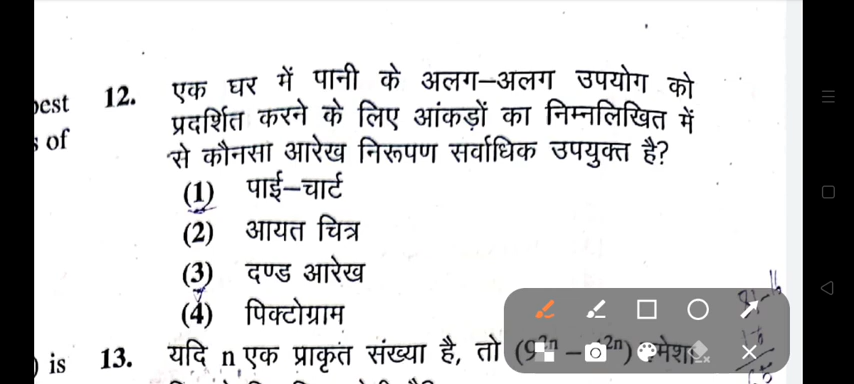 एक घर में पानी के अलग–अलग उपयोग को
best 12. प्रदर्शित करने के लिए आंकड़ों का निम्नलिखित में
of से कौनसा आरेख निरूपण सर्वाधिक उपयुक्त है?
(1) पाई–चार्ट
(2) आयत चित्र
(3) दण्ड आरेख
(4) पिक्टोग्राम
) is 13. यदि n एक प्राकृत संख्या है, तो (9²ⁿ –